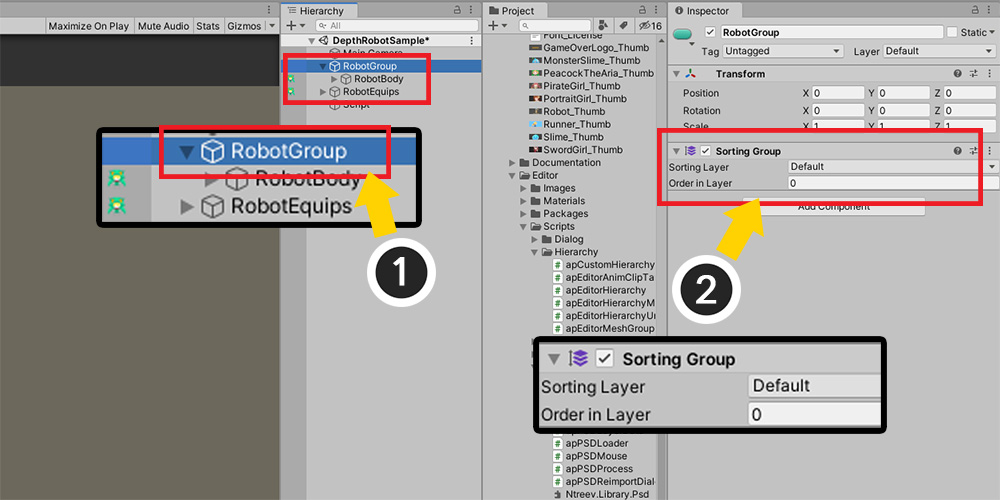 Maximize On Play
Mute Audio
Stats
Gizmos
Hierarchy
All
DepthRobotSample*
Main Camera
RobotGroup
RobotBody
RobotEquips
Script
RobotGroup
RobotBody
RobotEquips
1
Project
16
Font_License
GameOverLogo_Thumb
MonsterSlime_Thumb
PeacockTheAria_Thumb
PirateGirl_Thumb
PortraitGirl_Thumb
Robot_Thumb
Runner_Thumb
Slime_Thumb
SwordGirl_Thumb
Documentation
Editor
Images
Materials
Packages
Scripts
Dialog
Hierarchy
apCustomHierarchy
apEditorAnimClipTa
apEditorHierarchy
apEditorHierarchyM
apEditorHierarchyUn
apEditorMeshGroup
apPSDLoader
apPSDMouse
apPSDProcess
apPSDReimportDialo
Ntreev.Library.Psd
Inspector
RobotGroup
Static
Tag Untagged
Layer Default
Transform
Position X 0 Y 0 Z 0
Rotation X 0 Y 0 Z 0
Scale X 1 Y 1 Z 1
Sorting Group
Sorting Layer Default
Order in Layer 0
Add Component
2
Sorting Group
Sorting Layer Default
Order in Layer 0